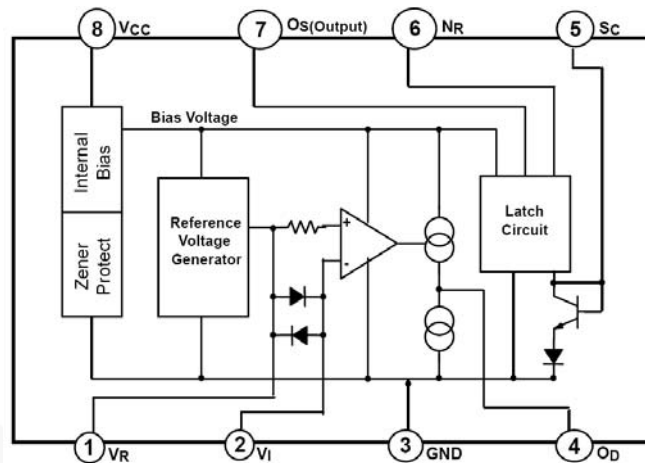 8 VCC
7 OS(Output)
6 NR
5 SC
Bias Voltage
Internal
Bias
Zener
Protect
Reference
Voltage
Generator
+
-
Latch
Circuit
1 VR
2 VI
3 GND
4 OD